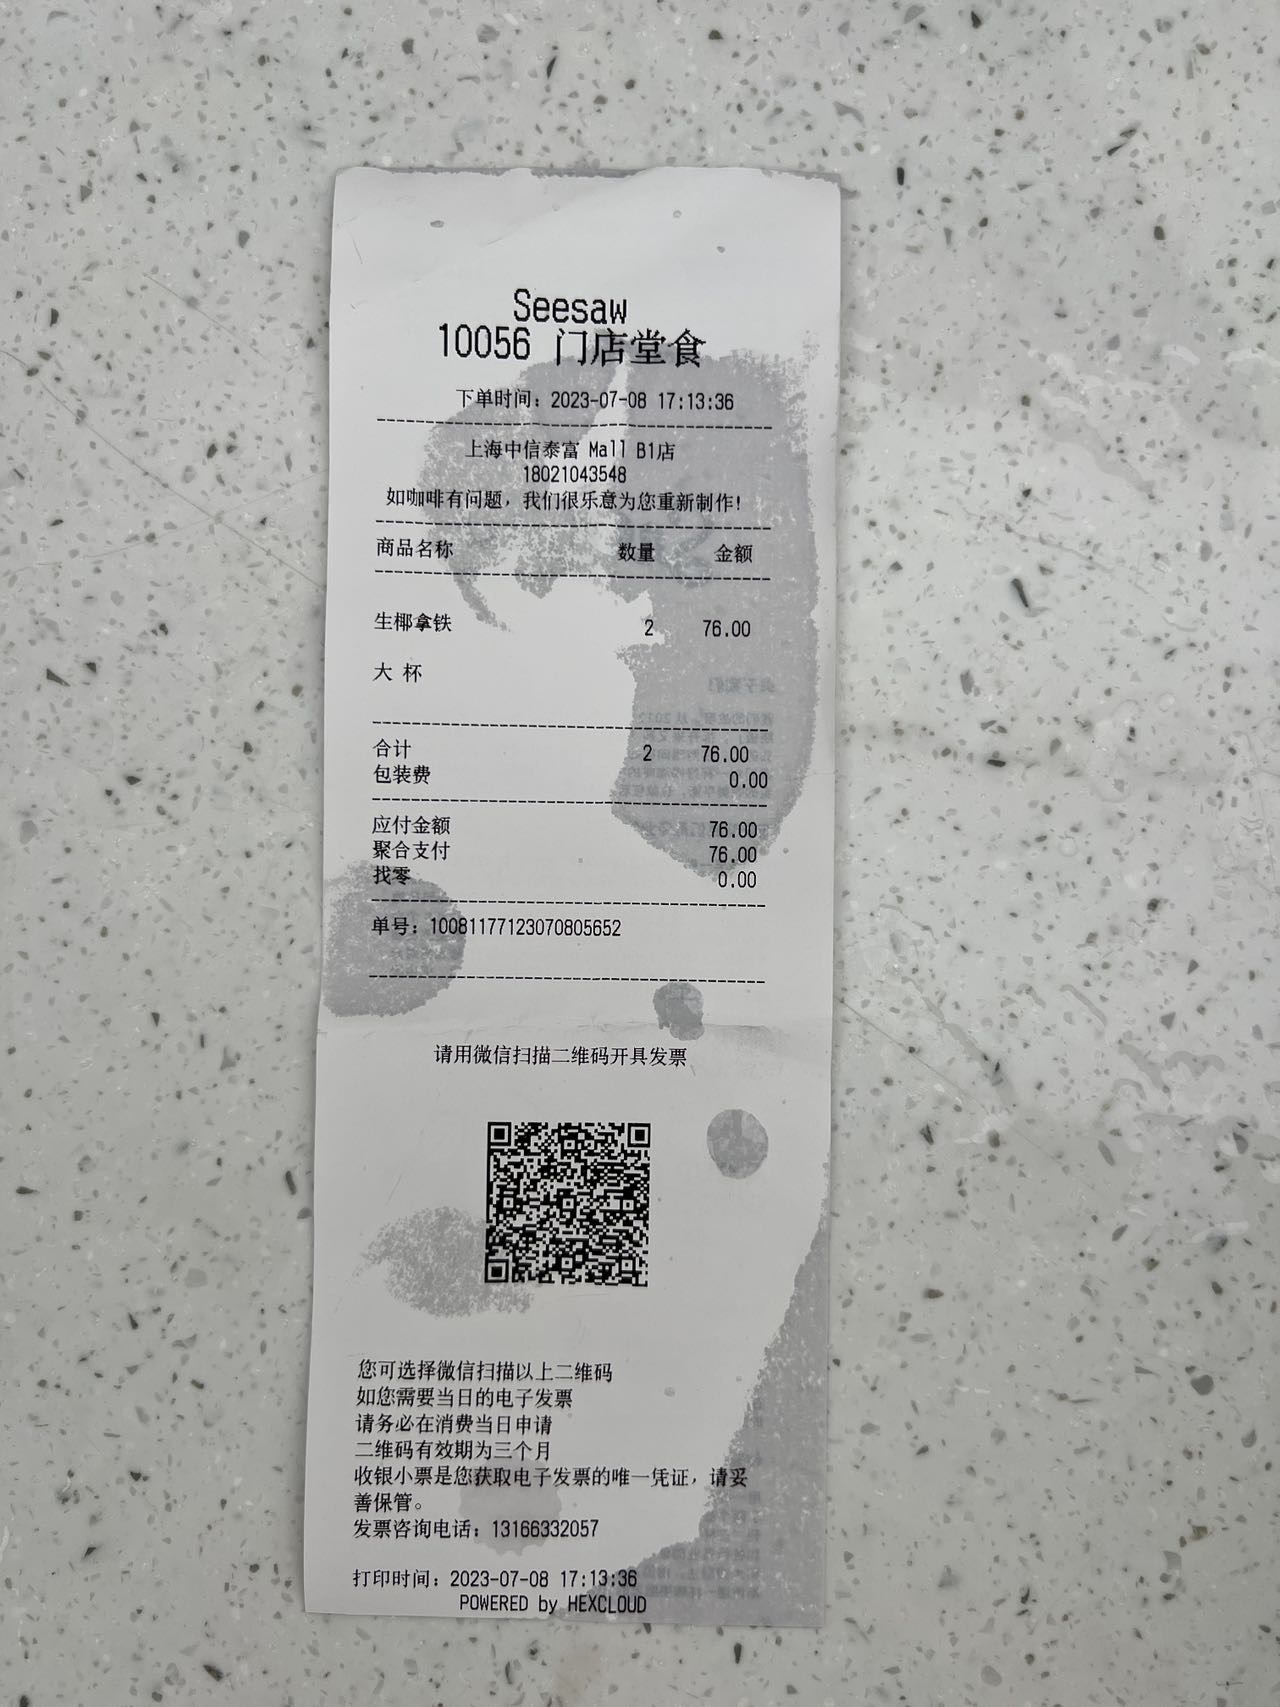 Seesaw
10056 门店堂食
下单时间：2023-07-08 17:13:36
上海中信泰富 Mall B1店
18021043548
如咖啡有问题，我们很乐意为您重新制作！
商品名称 数量 金额
生椰拿铁 2 76.00
大 杯
合计 2 76.00
包装费 0.00
应付金额 76.00
聚合支付 76.00
找零 0.00
单号：10081177123070805652
请用微信扫描二维码开具发票
您可选择微信扫描以上二维码
如您需要当日的电子发票
请务必在消费当日申请
二维码有效期为三个月
收银小票是您获取电子发票的唯一凭证，请妥
善保管。
发票咨询电话：13166332057
打印时间：2023-07-08 17:13:36
POWERED by HEXCLOUD